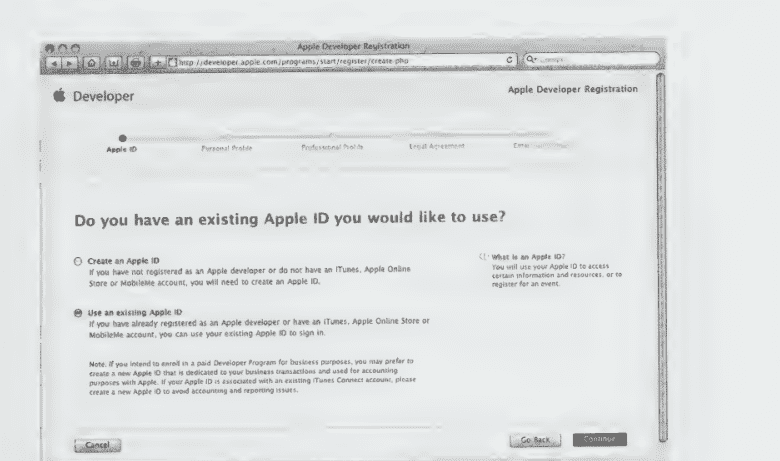 Apple Developer Registration
http://developer.apple.com/programs/start/register/create.php
Developer
Apple Developer Registration
Apple ID
Personal Profile
Professional Profile
Legal Agreement
Do you have an existing Apple ID you would like to use?
Create an Apple ID
If you have not registered as an Apple developer or do not have an iTunes, Apple Online
Store or MobileMe account, you will need to create an Apple ID.
What is an Apple ID?
You will use your Apple ID to access
certain information and resources, or to
register for an event.
Use an existing Apple ID
If you have already registered as an Apple developer or have an iTunes, Apple Online Store or
MobileMe account, you can use your existing Apple ID to sign in.
Note: If you intend to enroll in a paid Developer Program for business purposes, you may prefer to
create a new Apple ID that is dedicated to your business transactions and used for accounting
purposes with Apple. If your Apple ID is associated with an existing iTunes Connect account, please
create a new Apple ID to avoid accounting and reporting issues.
Cancel
Go Back
Continue